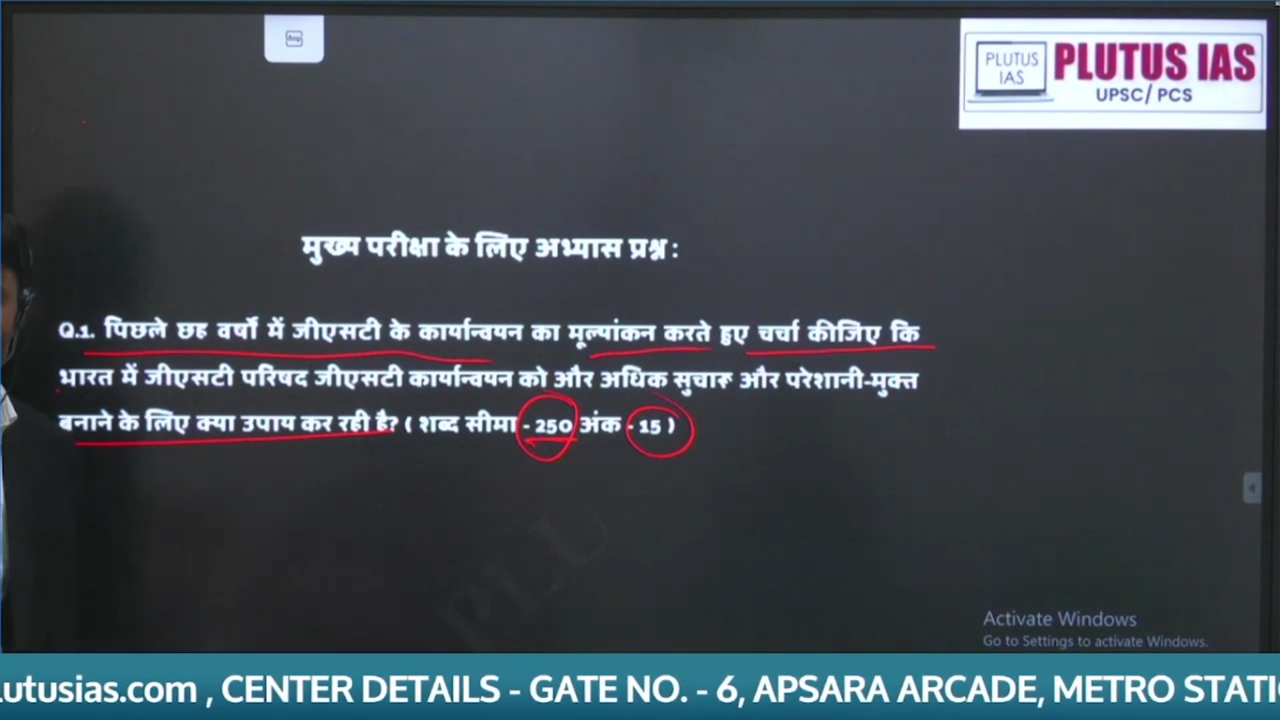 PLUTUS IAS
PLUTUS IAS
UPSC/ PCS
मुख्य परीक्षा के लिए अभ्यास प्रश्न :
Q.1. पिछले छह वर्षों में जीएसटी के कार्यान्वयन का मूल्यांकन करते हुए चर्चा कीजिए कि
भारत में जीएसटी परिषद जीएसटी कार्यान्वयन को और अधिक सुचारू और परेशानी-मुक्त
बनाने के लिए क्या उपाय कर रही है? ( शब्द सीमा - 250 अंक - 15 )
PLU
Activate Windows
Go to Settings to activate Windows.
lutusias.com , CENTER DETAILS - GATE NO. - 6, APSARA ARCADE, METRO STATI